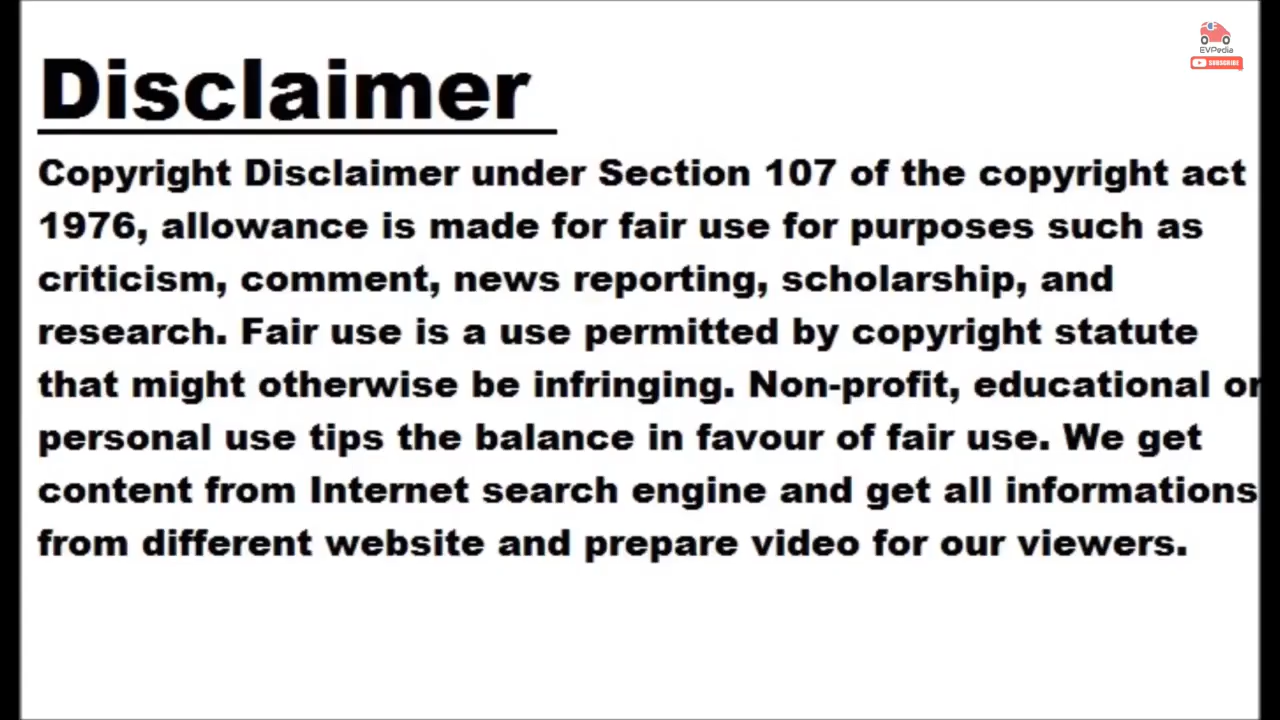 EVPedia
SUBSCRIBE
Disclaimer
Copyright Disclaimer under Section 107 of the copyright act
1976, allowance is made for fair use for purposes such as
criticism, comment, news reporting, scholarship, and
research. Fair use is a use permitted by copyright statute
that might otherwise be infringing. Non-profit, educational or
personal use tips the balance in favour of fair use. We get
content from Internet search engine and get all informations
from different website and prepare video for our viewers.